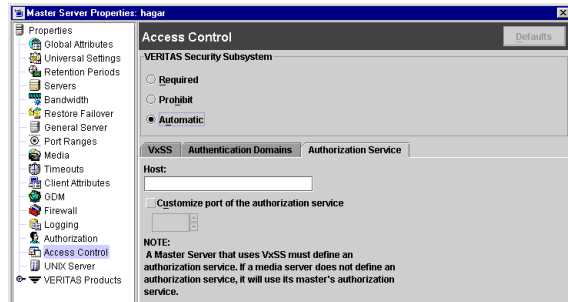 Master Server Properties: hagar
Properties
Global Attributes
Universal Settings
Retention Periods
Servers
Bandwidth
Restore Failover
General Server
Port Ranges
Media
Timeouts
Client Attributes
GDM
Firewall
Logging
Authorization
Access Control
UNIX Server
VERITAS Products
Access Control
Defaults
VERITAS Security Subsystem
Required
Prohibit
Automatic
VxSS Authentication Domains Authorization Service
Host:
Customize port of the authorization service
NOTE:
A Master Server that uses VxSS must define an
authorization service. If a media server does not define an
authorization service, it will use its master's authorization
service.